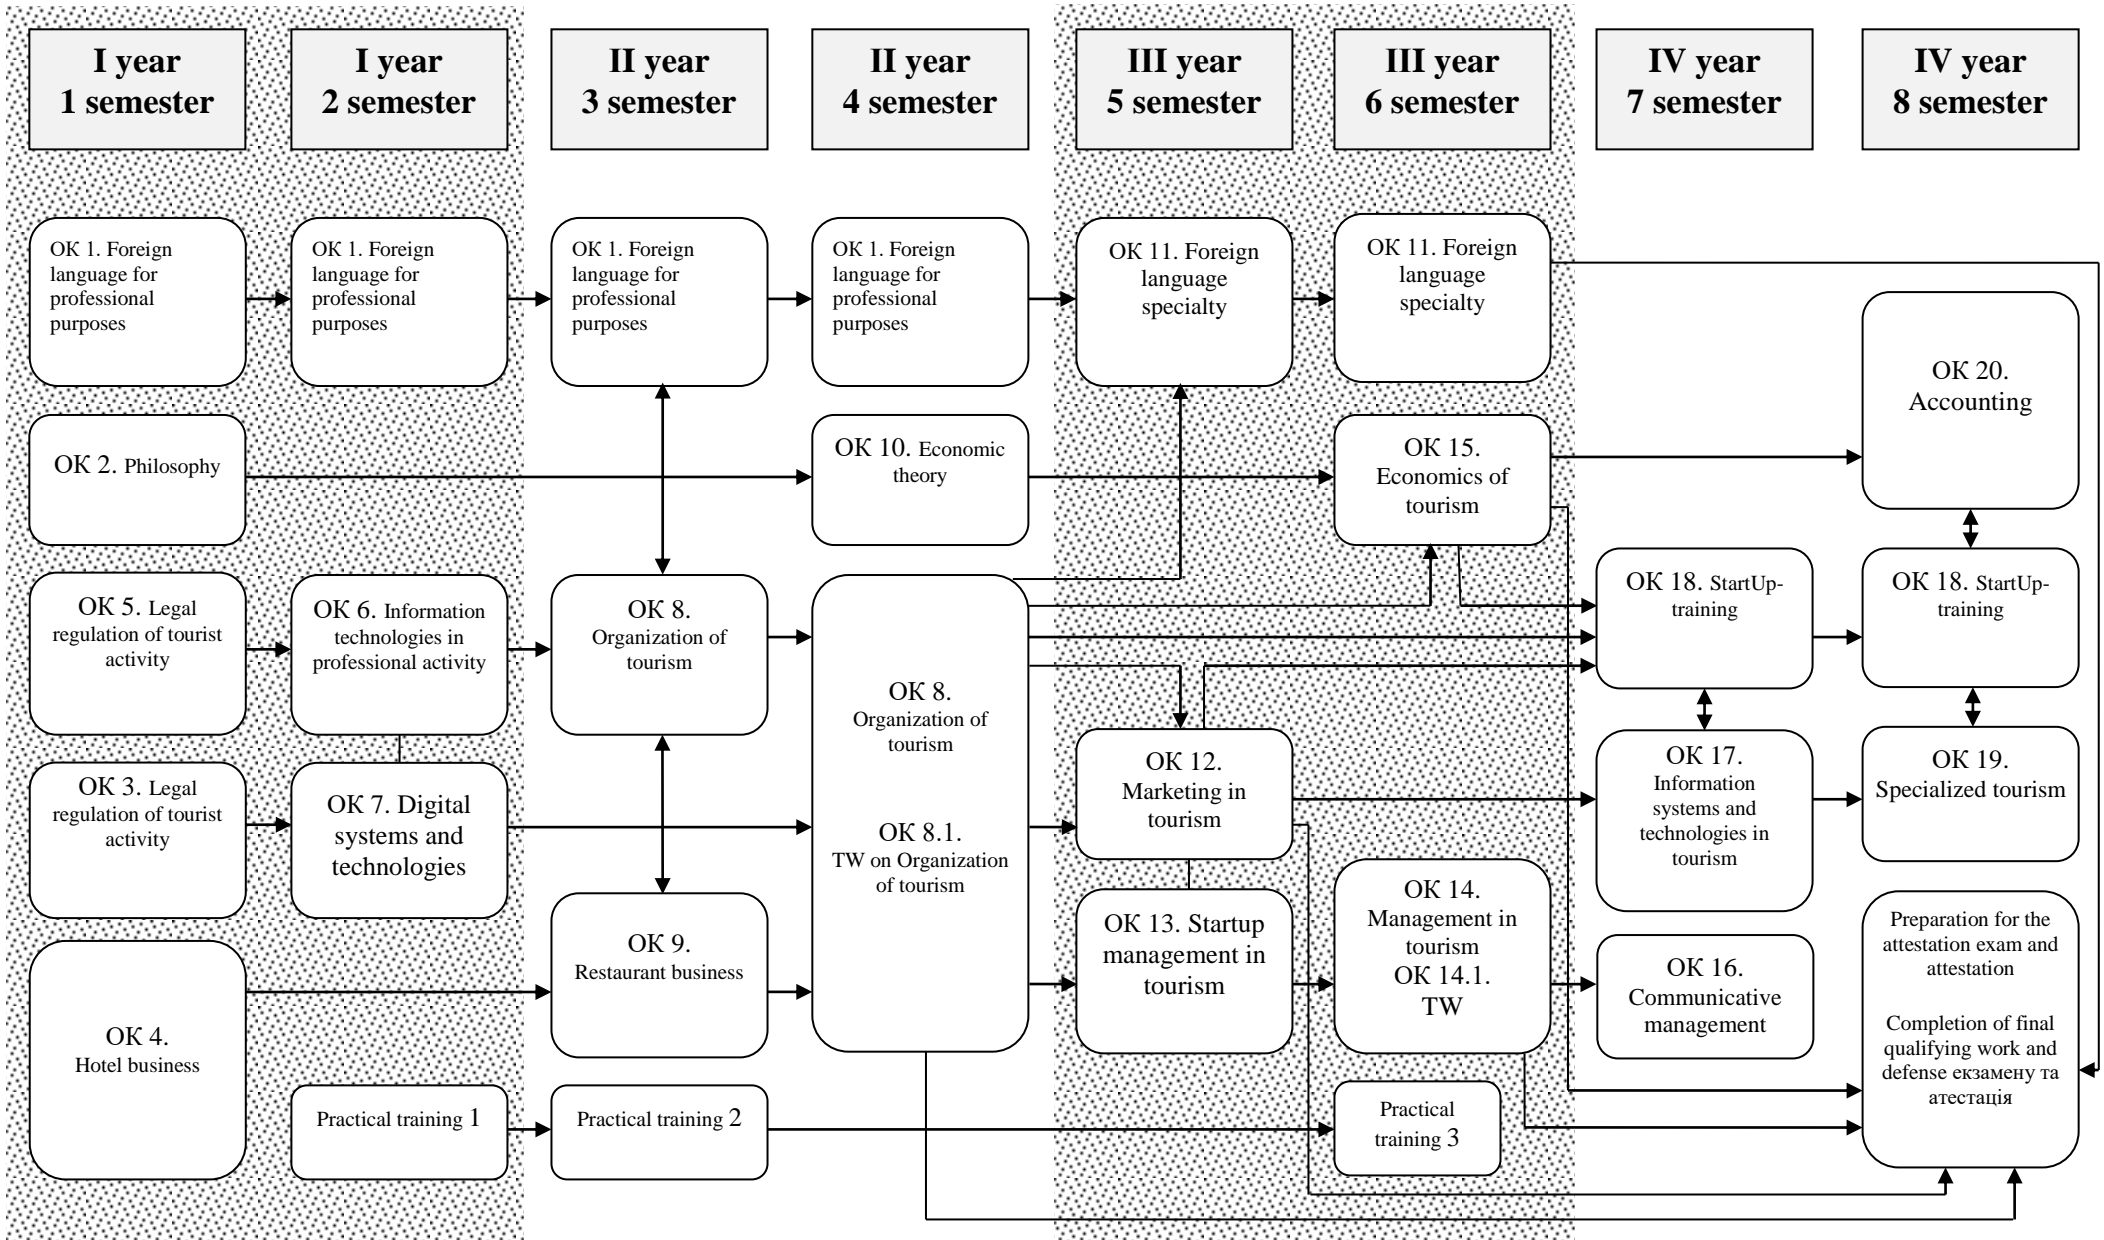 I year
1 semester
I year
2 semester
II year
3 semester
II year
4 semester
III year
5 semester
III year
6 semester
IV year
7 semester
IV year
8 semester
ОК 1. Foreign
language for
professional
purposes
ОК 1. Foreign
language for
professional
purposes
ОК 1. Foreign
language for
professional
purposes
ОК 1. Foreign
language for
professional
purposes
ОК 11. Foreign
language
specialty
ОК 11. Foreign
language
specialty
ОК 20.
Accounting
ОК 2. Philosophy
ОК 10. Economic
theory
ОК 15.
Economics of
tourism
ОК 5. Legal
regulation of tourist
activity
ОК 6. Information
technologies in
professional activity
ОК 8.
Organization of
tourism
ОК 8.
Organization of
tourism
ОК 8.1.
TW on Organization
of tourism
ОК 18. StartUp-
training
ОК 18. StartUp-
training
ОК 3. Legal
regulation of tourist
activity
ОК 7. Digital
systems and
technologies
ОК 12.
Marketing in
tourism
ОК 17.
Information
systems and
technologies in
tourism
ОК 19.
Specialized tourism
ОК 4.
Hotel business
ОК 9.
Restaurant business
ОК 13. Startup
management in
tourism
ОК 14.
Management in
tourism
ОК 14.1.
TW
ОК 16.
Communicative
management
Preparation for the
attestation exam and
attestation
Completion of final
qualifying work and
defense екзамену та
атестація
Practical training 1
Practical training 2
Practical
training 3